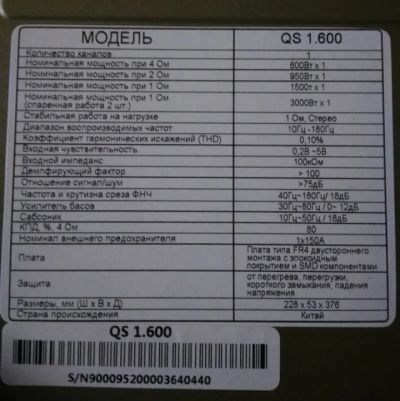 МОДЕЛЬ QS 1.600
Количество каналов 1
Номинальная мощность при 4 Ом 600Вт х 1
Номинальная мощность при 2 Ом 950Вт х 1
Номинальная мощность при 1 Ом 1500т х 1
Номинальная мощность при 1 Ом
(спаренная работа 2 шт.) 3000Вт х 1
Стабильная работа на нагрузке 1 Ом, Стерео
Диапазон воспроизводимых частот 10Гц -180Гц
Коэффициент гармонических искажений (THD) 0,10%
Входная чувствительность 0,2В ~5В
Входной импеданс 100кОм
Демпфирующий фактор > 100
Отношение сигнал/шум >75дБ
Частота и крутизна среза ФНЧ 40Гц~180Гц/ 18дБ
Усилитель басов 30Гц~80Гц / 0~ 12дБ
Сабсоник 10Гц~50Гц / 18дБ
КПД, %, 4 Ом 80
Номинал внешнего предохранителя 1х150А
Плата Плата типа FR4 двустороннего
монтажа с эпоксидным
покрытием и SMD компонентами
Защита от перегрева, перегрузки,
короткого замыкания, падения
напряжения
Размеры, мм (Ш х В х Д) 228 х 53 х 376
Страна происхождения Китай
QS 1.600
S/N900095200003640440